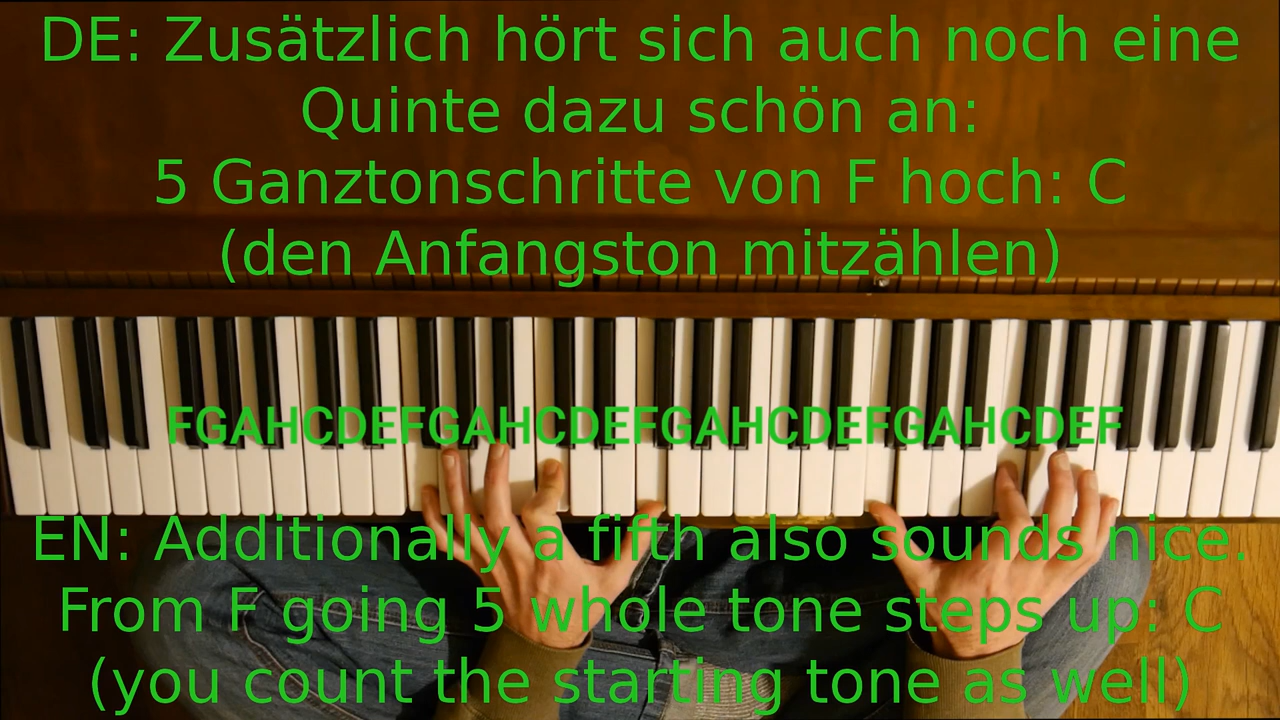 DE: Zusätzlich hört sich auch noch eine
Quinte dazu schön an:
5 Ganztonschritte von F hoch: C
(den Anfangston mitzählen)
FGAHCDEFGAHCDEFGAHCDEFGAHCDEF
EN: Additionally a fifth also sounds nice.
From F going 5 whole tone steps up: C
(you count the starting tone as well)